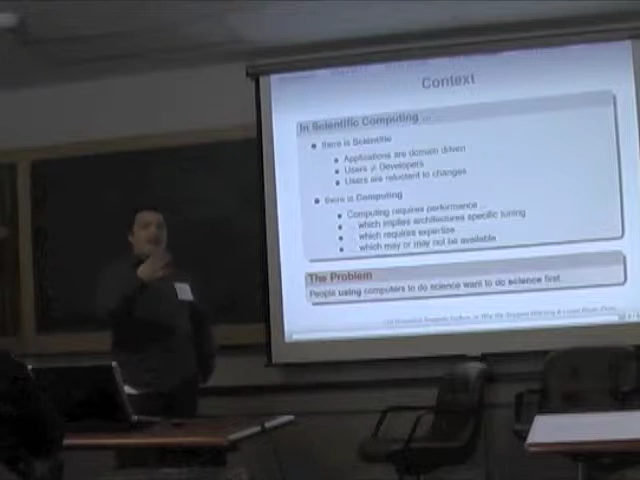 Context
In Scientific Computing ...
there is Scientific
Applications are domain driven
Users ≠ Developers
Users are reluctant to changes
there is Computing
Computing requires performance ...
... which implies architectures specific tuning
... which requires expertise
... which may or may not be available
The Problem
People using computers to do science want to do science first.